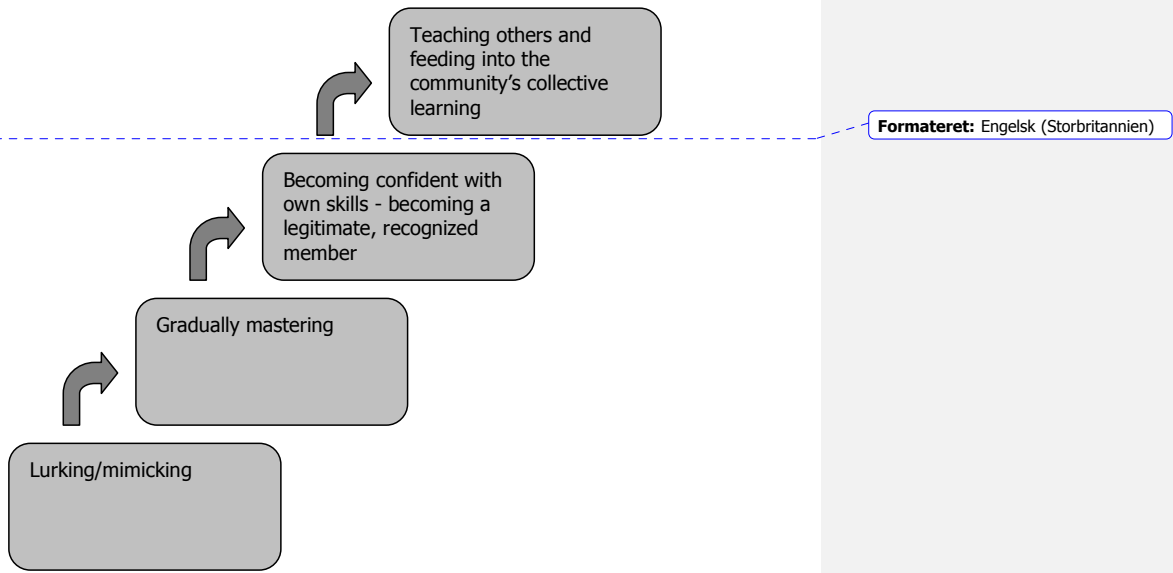 Teaching others and
feeding into the
community’s collective
learning
Formateret: Engelsk (Storbritannien)
Becoming confident with
own skills - becoming a
legitimate, recognized
member
Gradually mastering
Lurking/mimicking